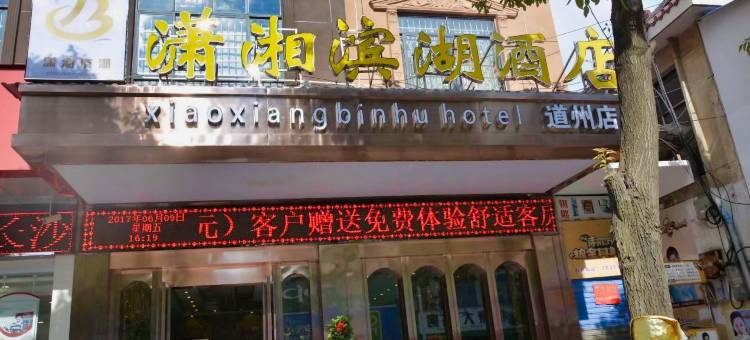 潇湘滨湖酒店
xiaoxiangbinhu hotel 道州店
2017年06月09日
星期五
16:19
元）客户赠送免费体验舒适客房
长沙